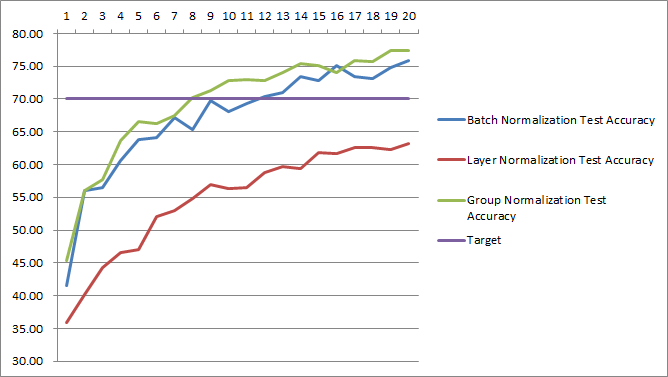 1 2 3 4 5 6 7 8 9 10 11 12 13 14 15 16 17 18 19 20
80.00
75.00
70.00
65.00
60.00
55.00
50.00
45.00
40.00
35.00
30.00
Batch Normalization Test Accuracy
Layer Normalization Test Accuracy
Group Normalization Test
Accuracy
Target